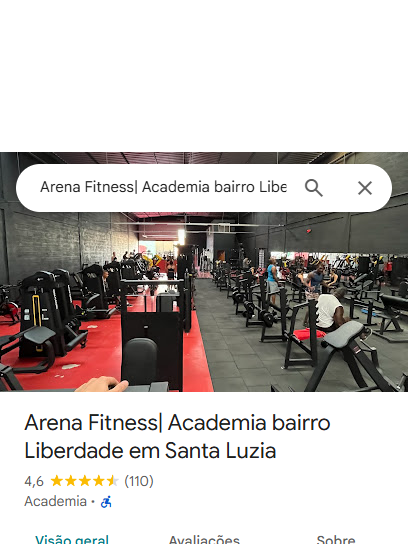 Arena Fitness| Academia bairro Libe
Arena Fitness| Academia bairro
Liberdade em Santa Luzia
4,6 (110)
Academia ·
Visão geral Avaliações Sobre